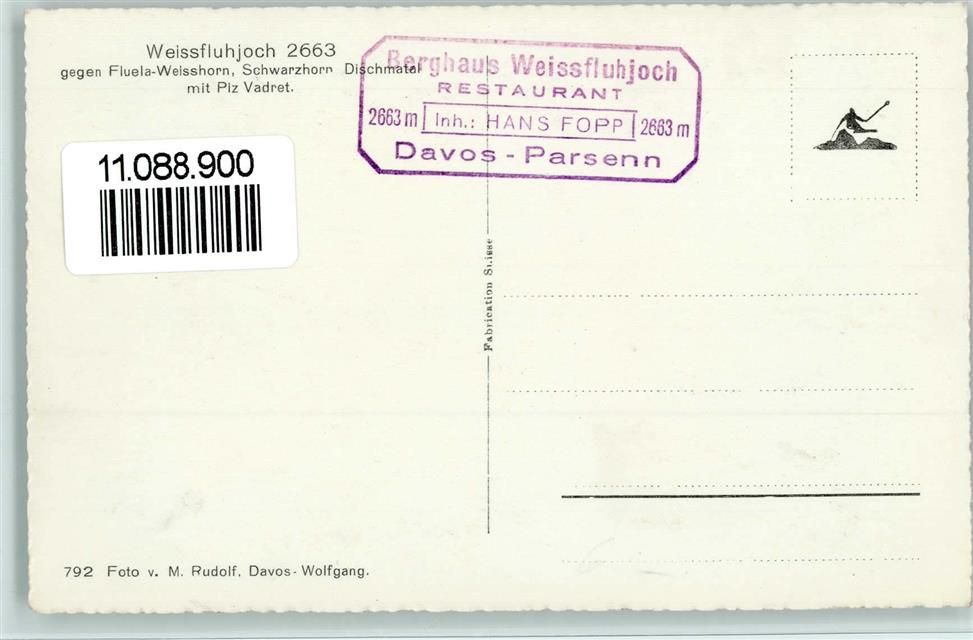 Weissfluhjoch 2663
gegen Fluela-Weisshorn, Schwarzhorn Dischmatal
mit Piz Vadret.
Berghaus Weissfluhjoch
RESTAURANT
2663 m Inh.: HANS FOPP 2663 m
Davos - Parsenn
11.088.900
Fabrication Suisse
792 Foto v. M. Rudolf, Davos-Wolfgang.